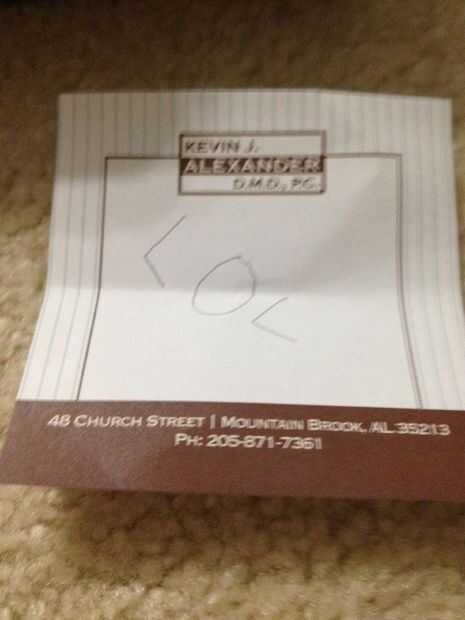 KEVIN J.
ALEXANDER
D.M.D., P.C.
LOL
48 CHURCH STREET | MOUNTAIN BROOK, AL 35213
PH: 205-871-7361